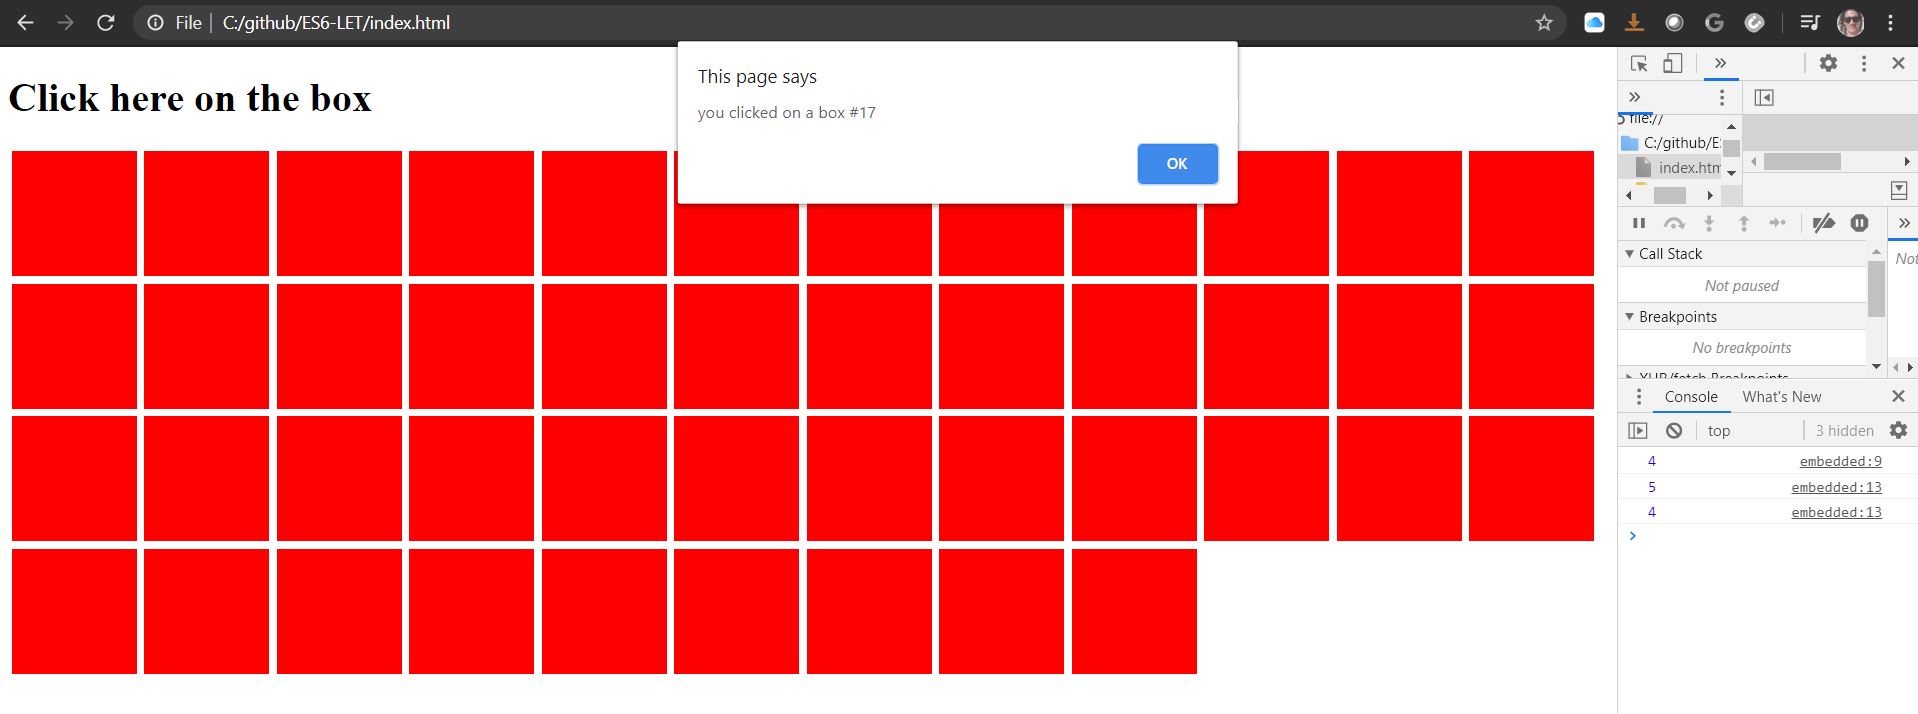 File C:/github/ES6-LET/index.html
This page says
you clicked on a box #17
OK
Click here on the box
file://
C:/github/E
index.htm
Call Stack
Not paused
Not
Breakpoints
No breakpoints
XHR/fetch Breakpoints
Console What's New
top 3 hidden
4 embedded:9
5 embedded:13
4 embedded:13